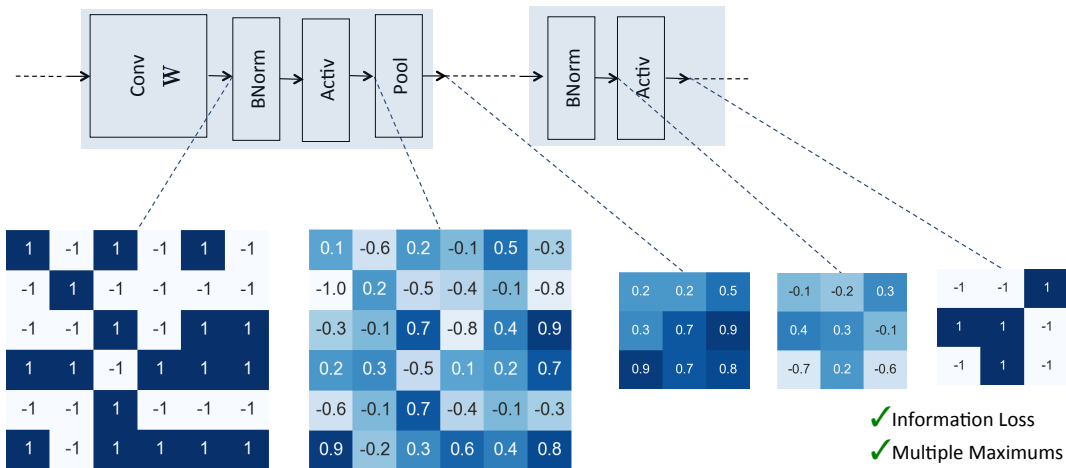 Conv W
BNorm
Activ
Pool
BNorm
Activ
1 -1 1 -1 1 -1
-1 1 -1 -1 -1 -1
-1 -1 1 -1 1 1
1 1 -1 1 1 1
-1 -1 1 -1 -1 -1
1 -1 1 1 1 1
0.1 -0.6 0.2 -0.1 0.5 -0.3
-1.0 0.2 -0.5 -0.4 -0.1 -0.8
-0.3 -0.1 0.7 -0.8 0.4 0.9
0.2 0.3 -0.5 0.1 0.2 0.7
-0.6 -0.1 0.7 -0.4 -0.1 -0.3
0.9 -0.2 0.3 0.6 0.4 0.8
0.2 0.2 0.5
0.3 0.7 0.9
0.9 0.7 0.8
-0.1 -0.2 0.3
0.4 0.3 -0.1
-0.7 0.2 -0.6
-1 -1 1
1 1 -1
-1 1 -1
✓Information Loss
✓Multiple Maximums